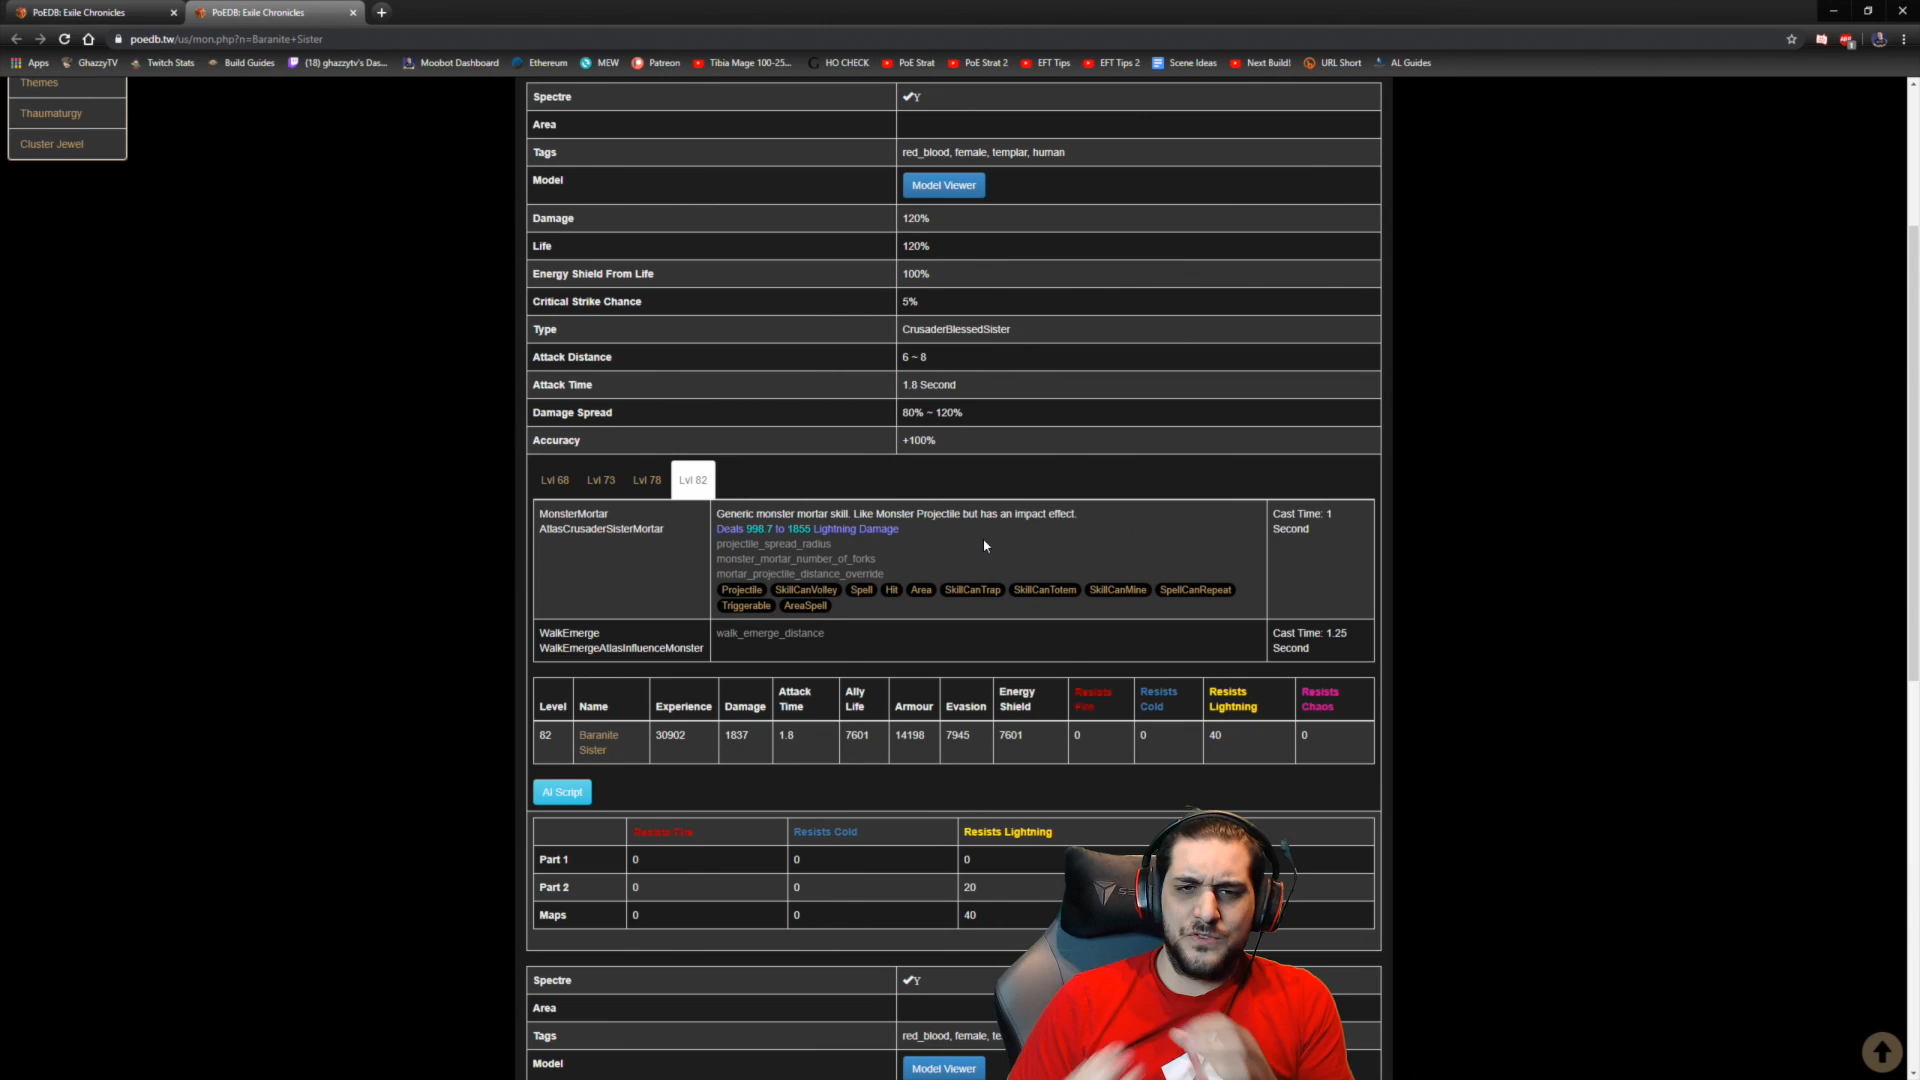 PoEDB: Exile Chronicles
PoEDB: Exile Chronicles
poedb.tw/us/mon.php?n=Baranite+Sister
Apps GhazzyTV Twitch Stats Build Guides (18) ghazzytv's Das... Moobot Dashboard Ethereum MEW Patreon Tibia Mage 100-25... HO CHECK PoE Strat PoE Strat 2 EFT Tips EFT Tips 2 Scene Ideas Next Build! URL Short AL Guides
Themes
Thaumaturgy
Cluster Jewel
Spectre Y
Area
Tags red_blood, female, templar, human
Model Model Viewer
Damage 120%
Life 120%
Energy Shield From Life 100%
Critical Strike Chance 5%
Type CrusaderBlessedSister
Attack Distance 6 ~ 8
Attack Time 1.8 Second
Damage Spread 80% ~ 120%
Accuracy +100%
Lvl 68 Lvl 73 Lvl 78 Lvl 82
MonsterMortar
AtlasCrusaderSisterMortar
Generic monster mortar skill. Like Monster Projectile but has an impact effect.
Deals 998.7 to 1855 Lightning Damage
projectile_spread_radius
monster_mortar_number_of_forks
mortar_projectile_distance_override
Projectile SkillCanVolley Spell Hit Area SkillCanTrap SkillCanTotem SkillCanMine SpellCanRepeat
Triggerable AreaSpell
Cast Time: 1
Second
WalkEmerge
WalkEmergeAtlasInfluenceMonster
walk_emerge_distance
Cast Time: 1.25
Second
Level Name Experience Damage Attack Time Ally Life Armour Evasion Energy Shield Resists Fire Resists Cold Resists Lightning Resists Chaos
82 Baranite Sister 30902 1837 1.8 7601 14198 7945 7601 0 0 40 0
AI Script
Resists Fire Resists Cold Resists Lightning
Part 1 0 0 0
Part 2 0 0 20
Maps 0 0 40
Spectre Y
Area
Tags red_blood, female, te
Model Model Viewer